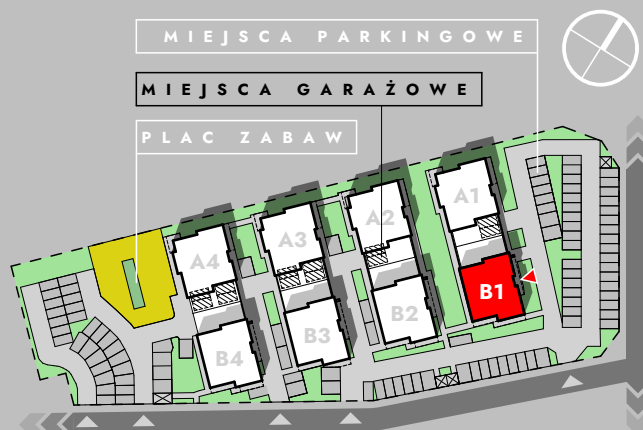 MIEJSCA PARKINGOWE
MIEJSCA GARAŻOWE
PLAC ZABAW
A1
A2
A3
A4
B1
B2
B3
B4